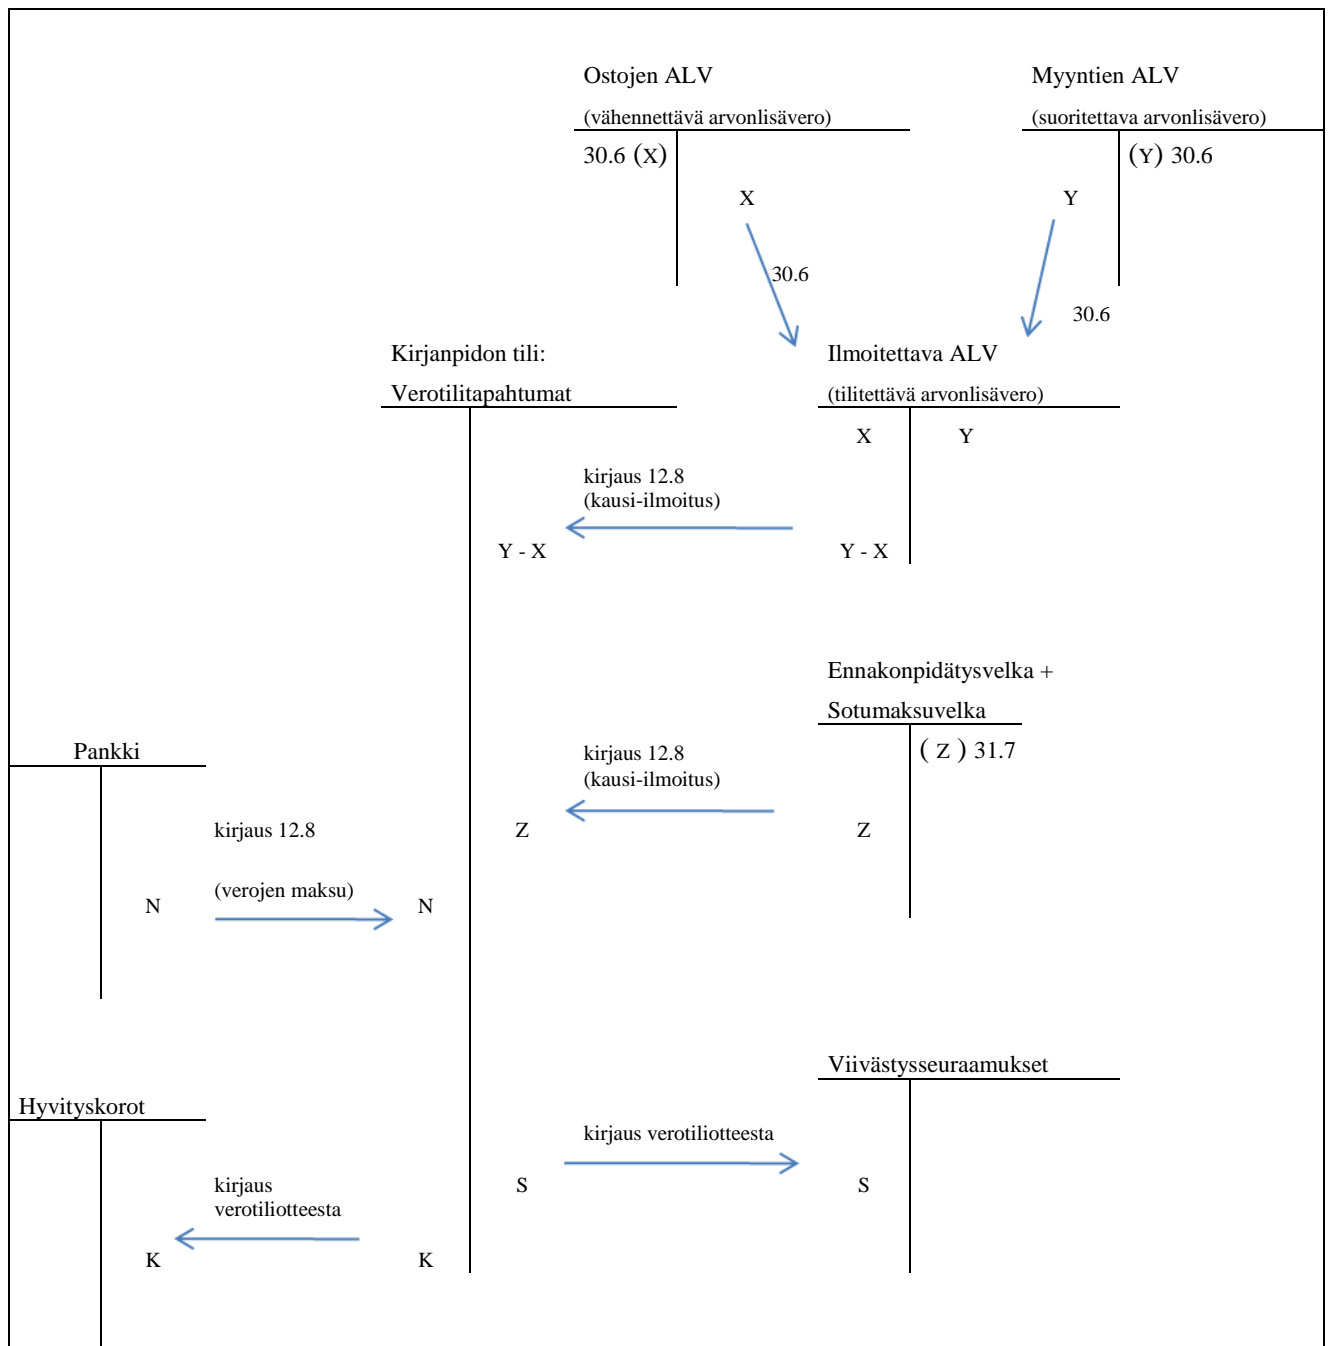 Ostojen ALV
Myyntien ALV
(vähennettävä arvonlisävero)
(suoritettava arvonlisävero)
30.6 (X)
(Y) 30.6
X
Y
30.6
30.6
Kirjanpidon tili:
Ilmoitettava ALV
Verotilitapahtumat
(tilitettävä arvonlisävero)
X
Y
kirjaus 12.8
(kausi-ilmoitus)
Y - X
Y - X
Ennakonpidätysvelka +
Sotumaksuvelka
Pankki
kirjaus 12.8
(kausi-ilmoitus)
( Z ) 31.7
kirjaus 12.8
Z
Z
(verojen maksu)
N
N
Viivästysseuraamukset
Hyvityskorot
kirjaus verotiliotteesta
kirjaus
verotiliotteesta
S
S
K
K